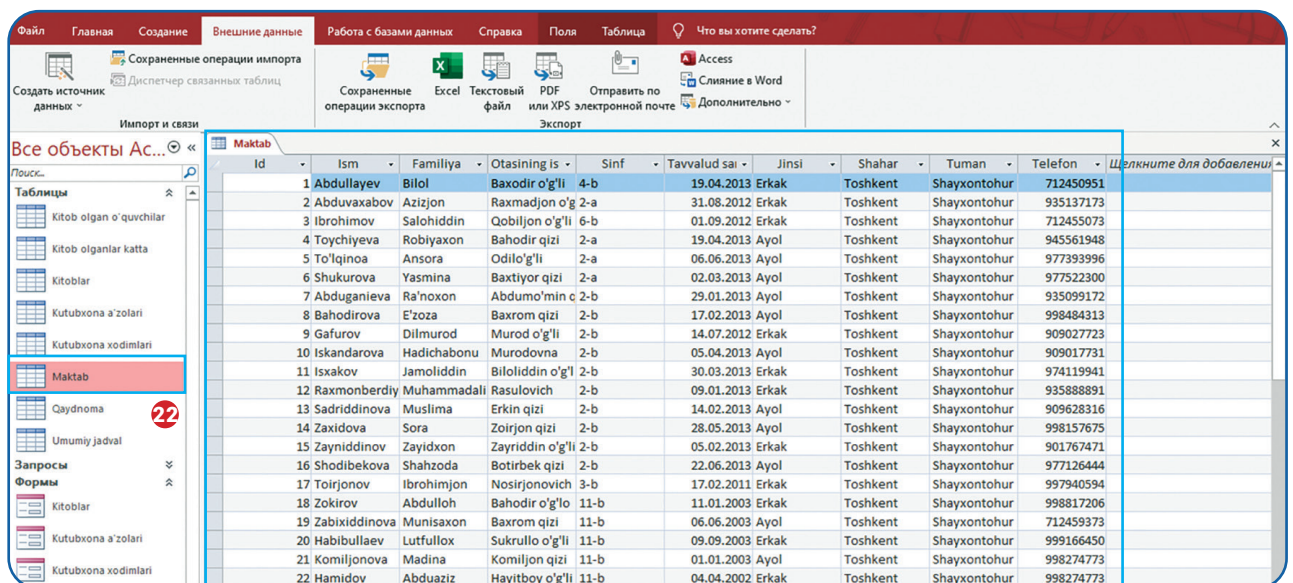 Файл Главная Создание Внешние данные Работа с базами данных Справка Поля Таблица Что вы хотите сделать?
Создать источник данных
Сохраненные операции импорта
Диспетчер связанных таблиц
Импорт и связи
Сохраненные операции экспорта
Excel
Текстовый файл
PDF или XPS
Отправить по электронной почте
Access
Слияние в Word
Дополнительно
Экспорт
Все объекты Ac...
Поиск...
Таблицы
Kitob olgan o'quvchilar
Kitob olganlar katta
Kitoblar
Kutubxona a'zolari
Kutubxona xodimlari
Maktab
Qaydnoma
22
Umumiy jadval
Запросы
Формы
Kitoblar
Kutubxona a'zolari
Kutubxona xodimlari
Maktab
Id Ism Familiya Otasining is Sinf Tavvalud sai Jinsi Shahar Tuman Telefon Щелкните для добавления
1 Abdullayev Bilol Baxodir o'g'li 4-b 19.04.2013 Erkak Toshkent Shayxontohur 712450951
2 Abduvaxabov Azizjon Raxmadjon o'g 2-a 31.08.2012 Erkak Toshkent Shayxontohur 935137173
3 Ibrohimov Salohiddin Qobiljon o'g'li 6-b 01.09.2012 Erkak Toshkent Shayxontohur 712455073
4 Toychiyeva Robiyaxon Bahodir qizi 2-a 19.04.2013 Ayol Toshkent Shayxontohur 945561948
5 To'lqinoa Ansora Odilo'g'li 2-a 06.06.2013 Ayol Toshkent Shayxontohur 977393996
6 Shukurova Yasmina Baxtiyor qizi 2-a 02.03.2013 Ayol Toshkent Shayxontohur 977522300
7 Abduganieva Ra'noxon Abdumo'min q 2-b 29.01.2013 Ayol Toshkent Shayxontohur 935099172
8 Bahodirova E'zoza Baxrom qizi 2-b 17.02.2013 Ayol Toshkent Shayxontohur 998484313
9 Gafurov Dilmurod Murod o'g'li 2-b 14.07.2012 Erkak Toshkent Shayxontohur 909027723
10 Iskandarova Hadichabonu Murodovna 2-b 05.04.2013 Ayol Toshkent Shayxontohur 909017731
11 Isxakov Jamoliddin Biloliddin o'g'l 2-b 30.03.2013 Erkak Toshkent Shayxontohur 974119941
12 Raxmonberdiy Muhammadali Rasulovich 2-b 09.01.2013 Erkak Toshkent Shayxontohur 935888891
13 Sadriddinova Muslima Erkin qizi 2-b 14.02.2013 Ayol Toshkent Shayxontohur 909628316
14 Zaxidova Sora Zoirjon qizi 2-b 28.05.2013 Ayol Toshkent Shayxontohur 998157675
15 Zayniddinov Zayidxon Zayriddin o'g'li 2-b 05.02.2013 Erkak Toshkent Shayxontohur 901767471
16 Shodibekova Shahzoda Botirbek qizi 2-b 22.06.2013 Ayol Toshkent Shayxontohur 977126444
17 Toirjonov Ibrohimjon Nosirjonovich 3-b 17.02.2011 Erkak Toshkent Shayxontohur 997940594
18 Zokirov Abdulloh Bahodir o'g'lo 11-b 11.01.2003 Erkak Toshkent Shayxontohur 998817206
19 Zabixiddinova Munisaxon Baxrom qizi 11-b 06.06.2003 Ayol Toshkent Shayxontohur 712459373
20 Habibullaev Lutfullox Sukrullo o'g'li 11-b 09.09.2003 Erkak Toshkent Shayxontohur 999166450
21 Komiljonova Madina Komiljon qizi 11-b 01.01.2003 Ayol Toshkent Shayxontohur 998274773
22 Hamidov Abduaziz Hayitboy o'g'li 11-b 04.04.2002 Erkak Toshkent Shayxontohur 998274773